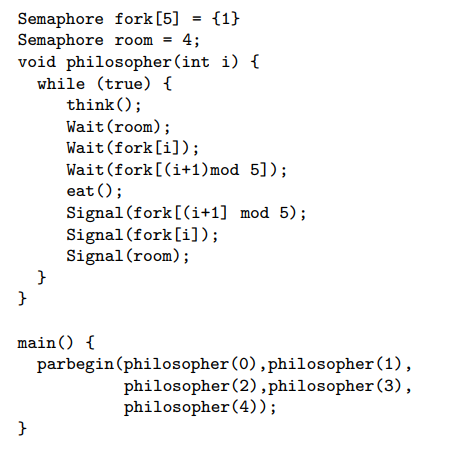 Semaphore fork[5] = {1}
Semaphore room = 4;
void philosopher(int i) {
  while (true) {
     think();
     Wait(room);
     Wait(fork[i]);
     Wait(fork[(i+1)mod 5]);
     eat();
     Signal(fork[(i+1] mod 5);
     Signal(fork[i]);
     Signal(room);
  }
}

main() {
  parbegin(philosopher(0),philosopher(1),
           philosopher(2),philosopher(3),
           philosopher(4));
}